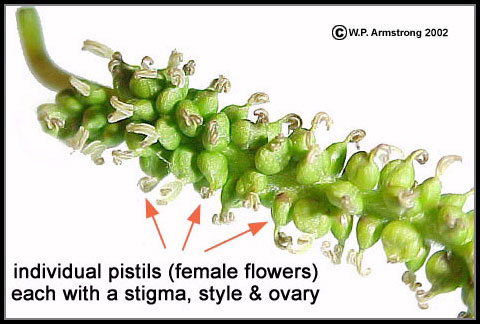 ©W.P. Armstrong 2002
individual pistils (female flowers)
each with a stigma, style & ovary